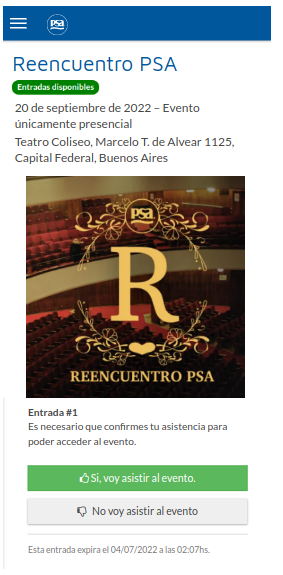 psa
Reencuentro PSA
Entradas disponibles
20 de septiembre de 2022 – Evento
únicamente presencial
Teatro Coliseo, Marcelo T. de Alvear 1125,
Capital Federal, Buenos Aires
psa
R
REENCUENTRO PSA
Entrada #1
Es necesario que confirmes tu asistencia para
poder acceder al evento.
Si, voy asistir al evento.
No voy asistir al evento
Esta entrada expira el 04/07/2022 a las 02:07hs.